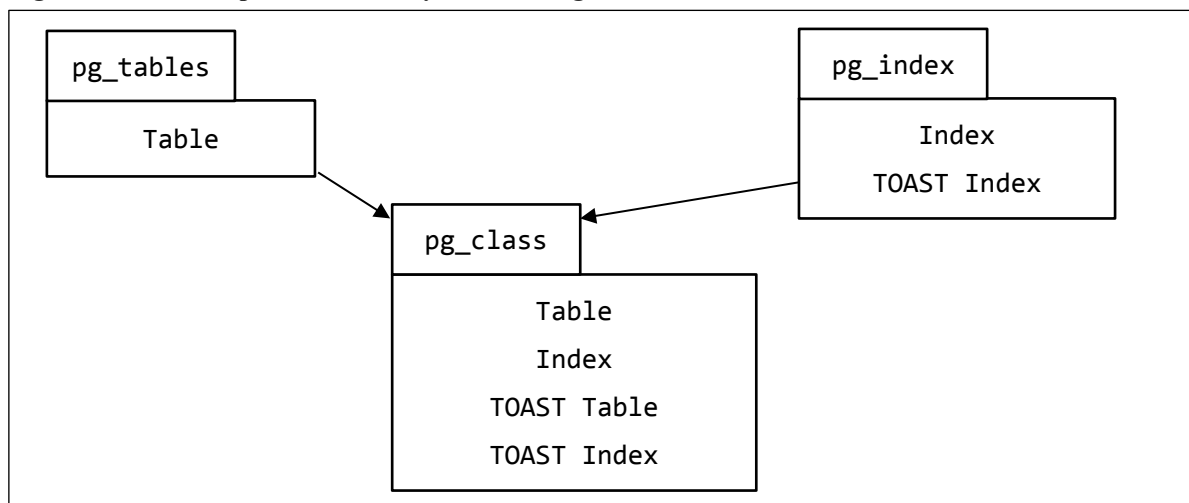 pg_tables
Table
pg_index
Index
TOAST Index
pg_class
Table
Index
TOAST Table
TOAST Index